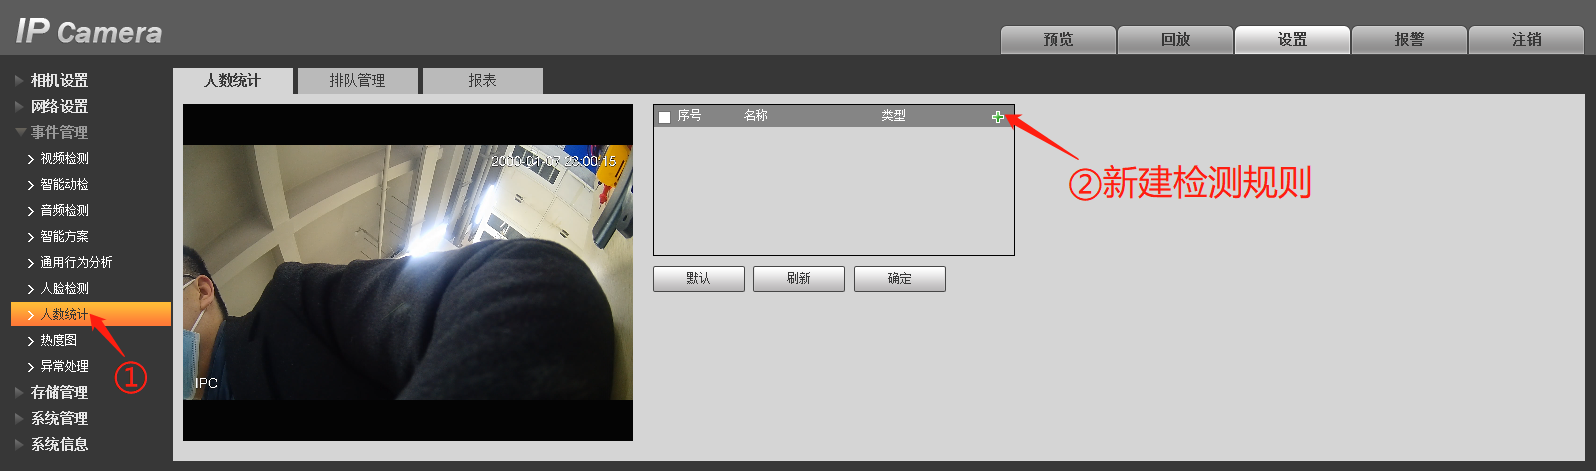 IP Camera
预览 回放 设置 报警 注销
相机设置
网络设置
事件管理
视频检测
智能动检
音频检测
智能方案
通用行为分析
人脸检测
人数统计
热度图
异常处理
存储管理
系统管理
系统信息
①
人数统计 排队管理 报表
2000-01-07 23:00:15
IPC
序号 名称 类型
默认 刷新 确定
②新建检测规则